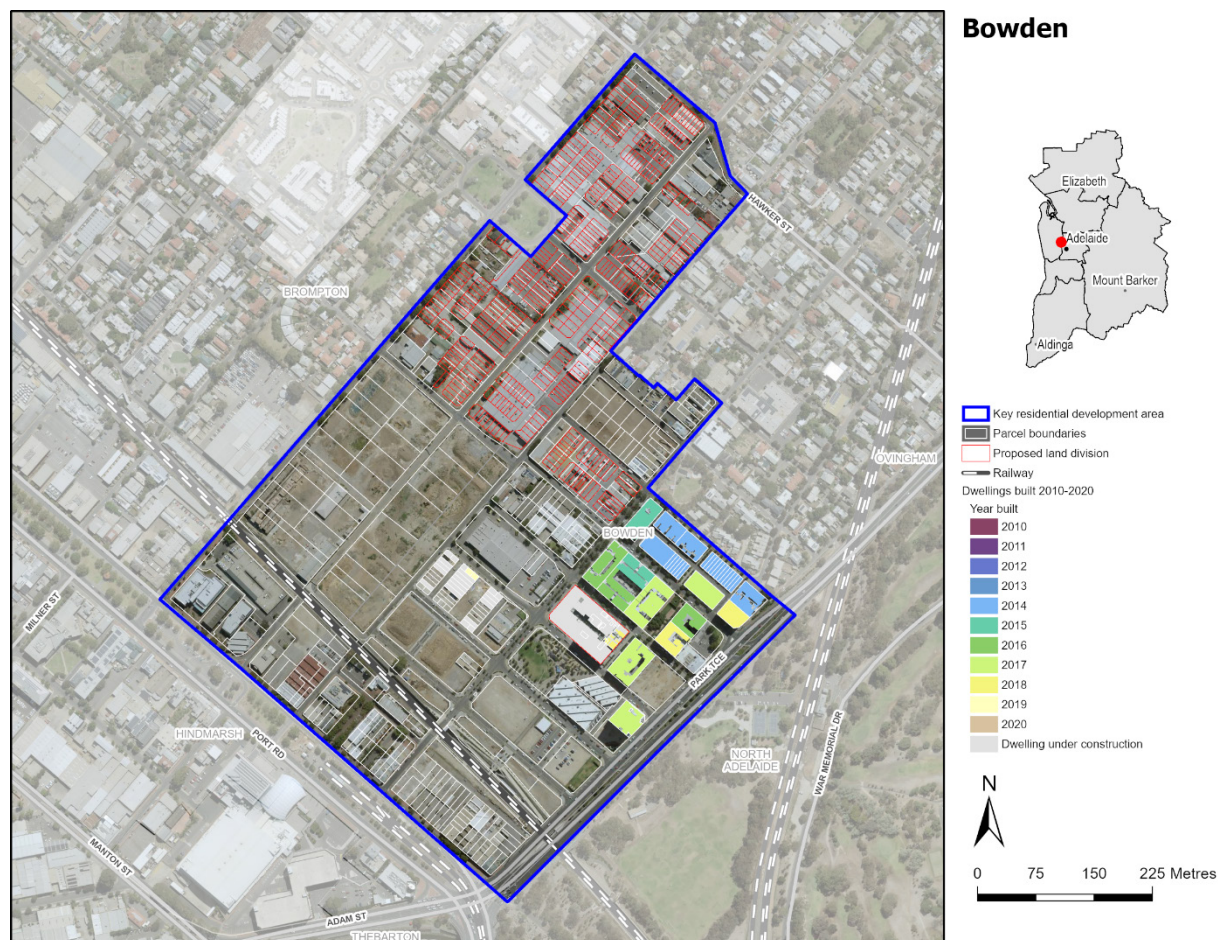 Bowden
HAWKER ST
BROMPTON
OVINGHAM
BOWDEN
MILNER ST
PARK TCE
HINDMARSH
PORT RD
NORTH
ADELAIDE
WAR MEMORIAL DR
MANTON ST
ADAM ST
THEBARTON
Elizabeth
Adelaide
Mount Barker
Aldinga
Key residential development area
Parcel boundaries
Proposed land division
Railway
Dwellings built 2010-2020
Year built
2010
2011
2012
2013
2014
2015
2016
2017
2018
2019
2020
Dwelling under construction
N
0 75 150 225 Metres